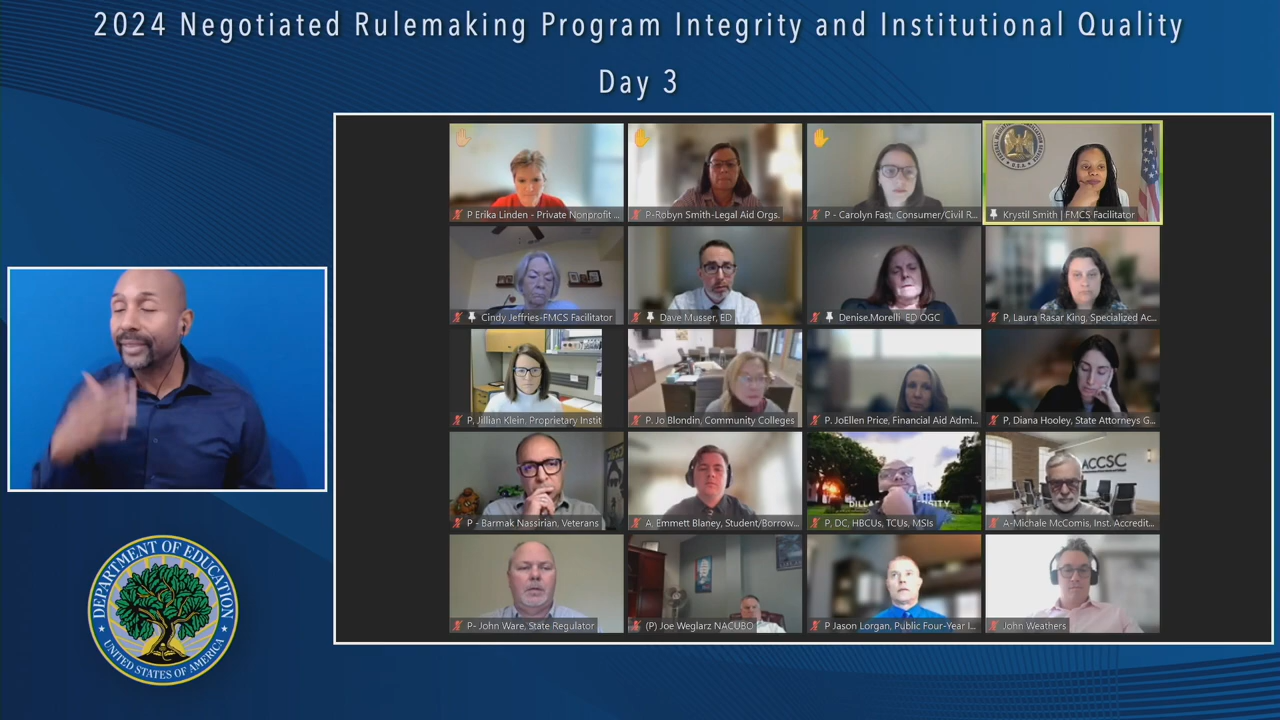 2024 Negotiated Rulemaking Program Integrity and Institutional Quality
Day 3
P Erika Linden - Private Nonprofit ...
P-Robyn Smith-Legal Aid Orgs.
P - Carolyn Fast, Consumer/Civil R...
Krystil Smith | FMCS Facilitator
Cindy Jeffries-FMCS Facilitator
Dave Musser, ED
Denise.Morelli ED OGC
P, Laura Rasar King, Specialized Ac...
P, Jillian Klein, Proprietary Instit
P, Jo Blondin, Community Colleges
P, JoEllen Price, Financial Aid Admi...
P, Diana Hooley, State Attorneys G...
ACCSC
P - Barmak Nassirian, Veterans
A, Emmett Blaney, Student/Borrow...
P, DC, HBCUs, TCUs, MSIs
A-Michale McComis, Inst. Accredit...
P- John Ware, State Regulator
(P) Joe Weglarz NACUBO
P Jason Lorgan, Public Four-Year I...
John Weathers
DEPARTMENT OF EDUCATION
UNITED STATES OF AMERICA